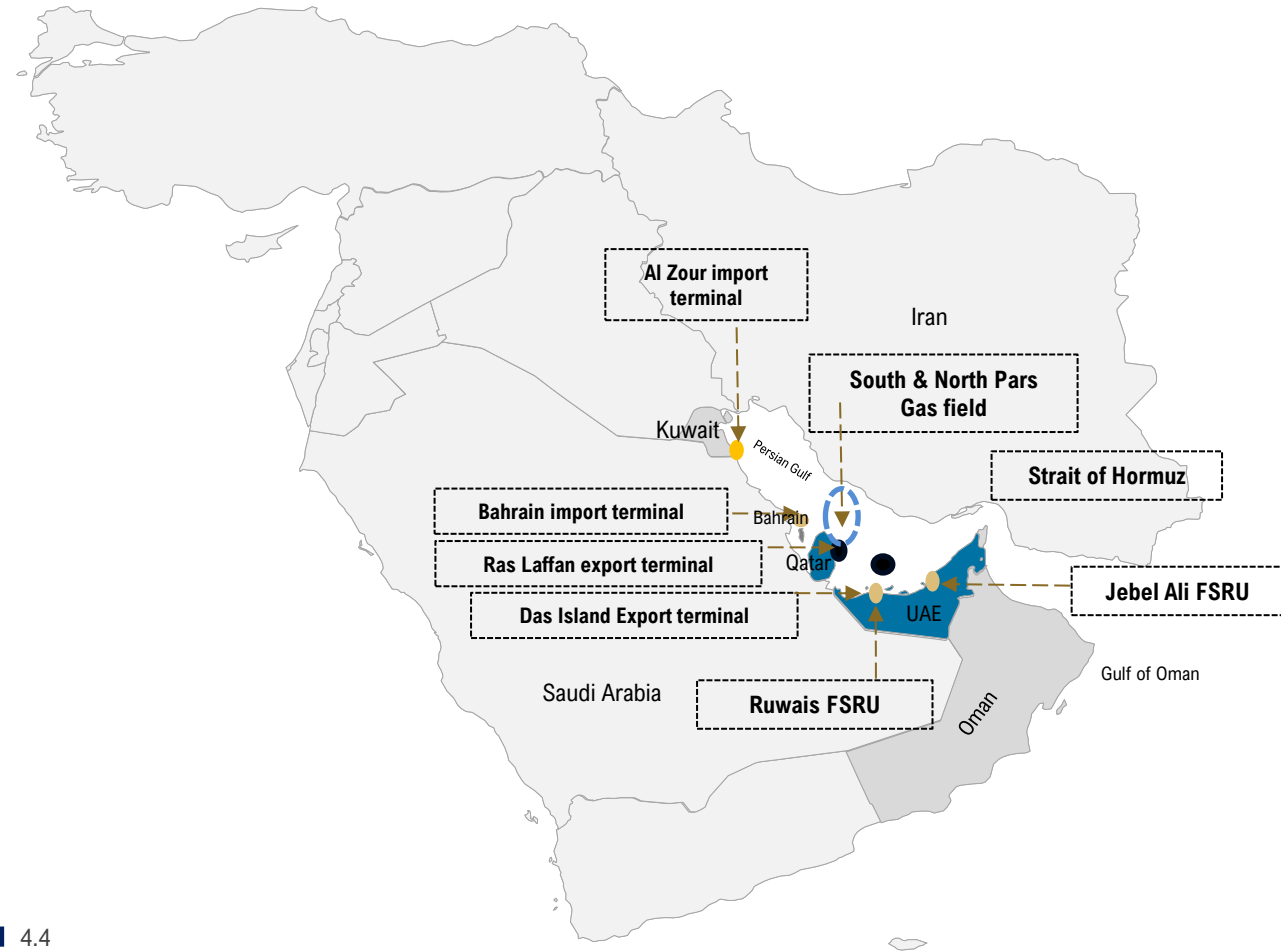 Al Zour import
terminal
Iran
South & North Pars
Gas field
Kuwait
Persian Gulf
Strait of Hormuz
Bahrain import terminal
Bahrain
Ras Laffan export terminal
Qatar
Jebel Ali FSRU
Das Island Export terminal
UAE
Gulf of Oman
Saudi Arabia
Ruwais FSRU
Oman
4.4